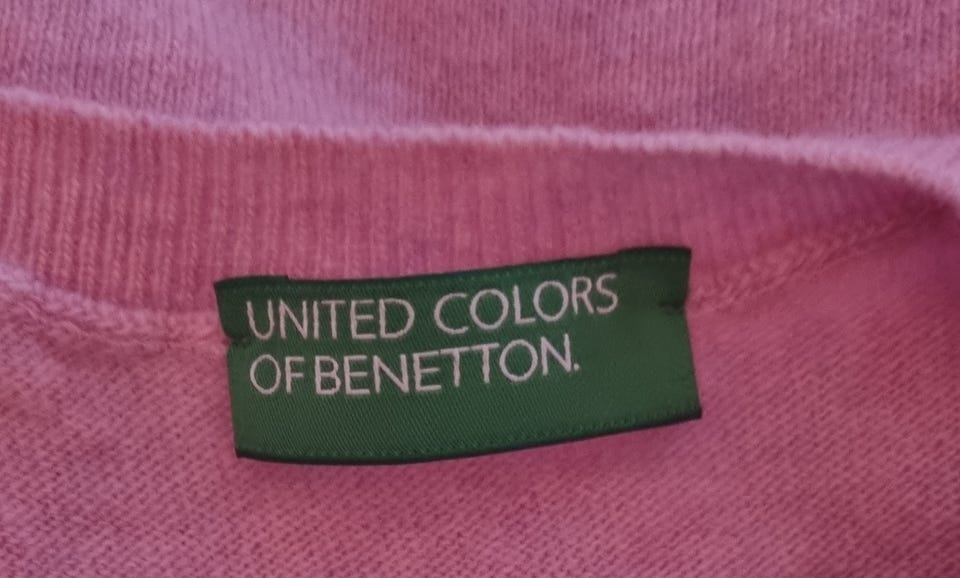 UNITED COLORS
OF BENETTON.